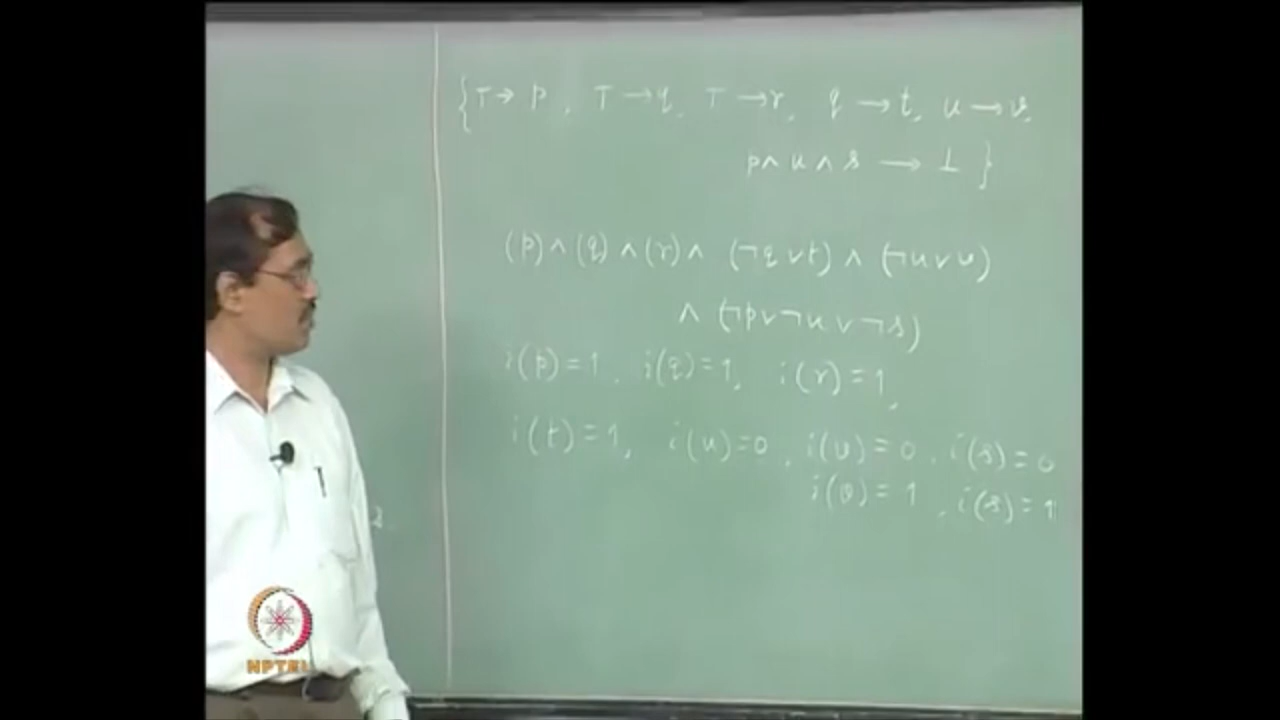 {⊤→ p, ⊤→q, ⊤→r, q→t, u→v,
p∧u∧s → ⊥}
(p)∧(q)∧(r)∧ (¬q∨t) ∧ (¬u∨v)
∧ (¬p∨¬u∨¬s)
i(p)=1, i(q)=1, i(r)=1,
i(t)=1, i(u)=0, i(v)=0, i(s)=0
i(v)=1, i(s)=1
NPTEL